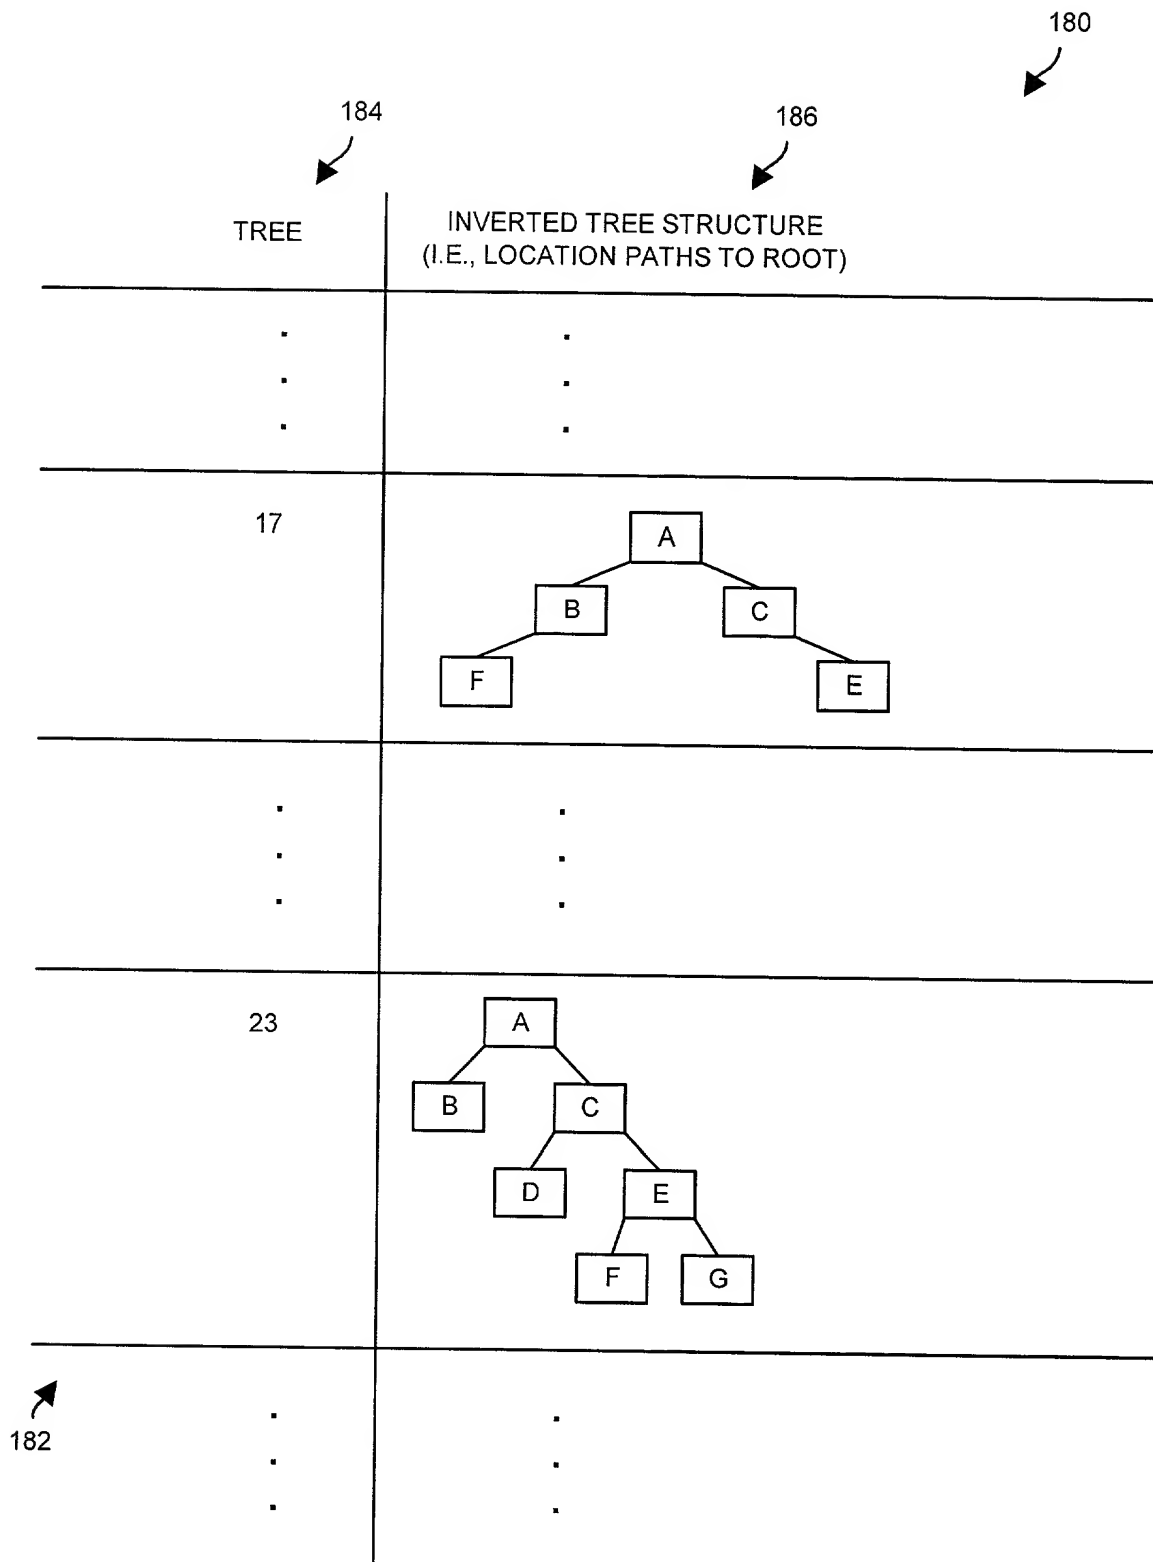 180
184
186
TREE
INVERTED TREE STRUCTURE
(I.E., LOCATION PATHS TO ROOT)
17
A
B
C
F
E
23
A
B
C
D
E
F
G
182